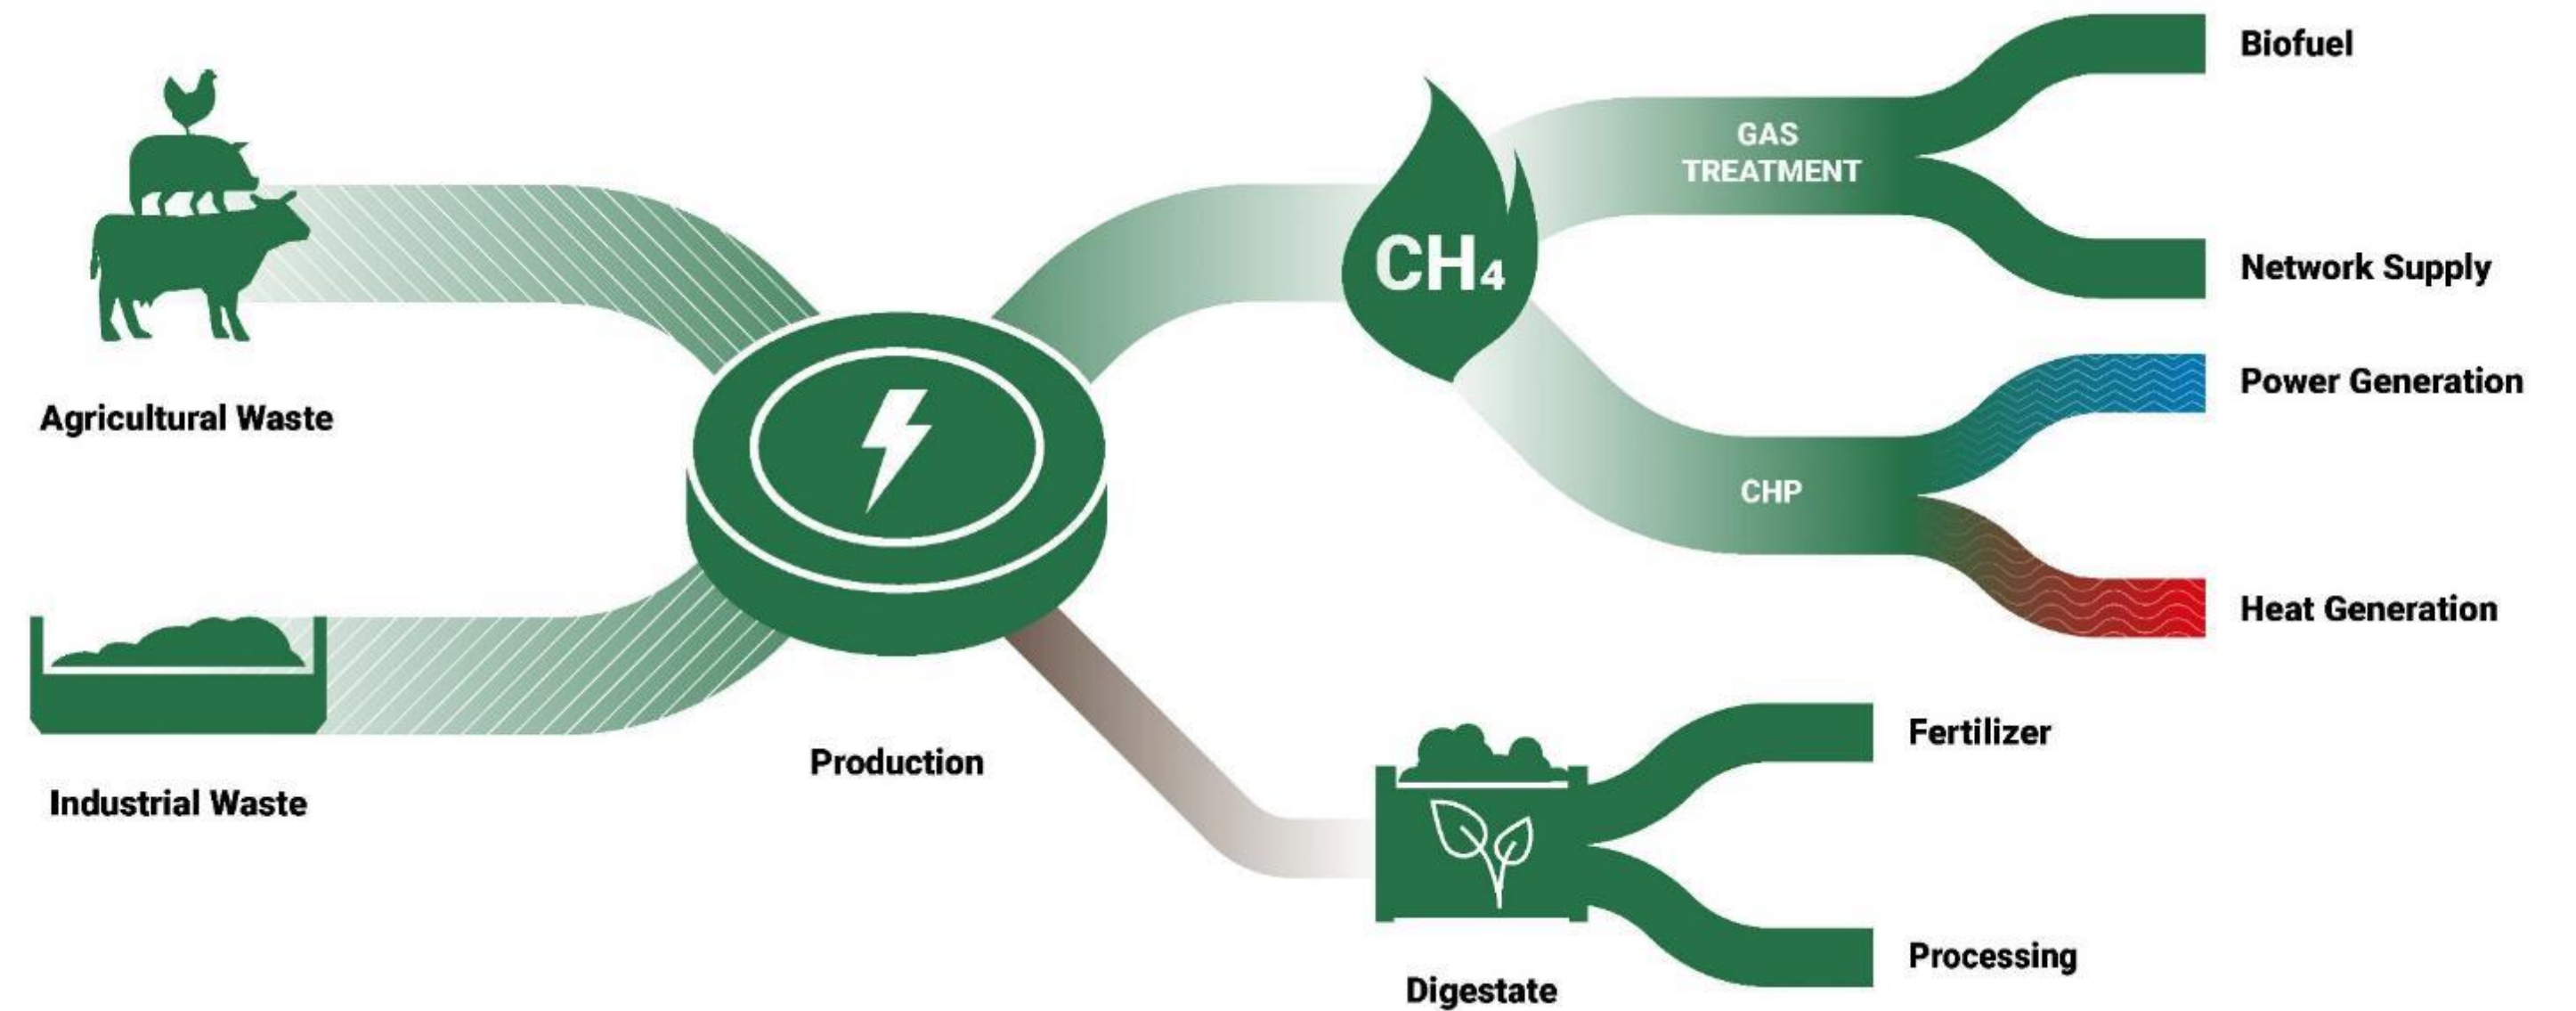 Agricultural Waste
Industrial Waste
Production
CH₄
GAS
TREATMENT
CHP
Biofuel
Network Supply
Power Generation
Heat Generation
Digestate
Fertilizer
Processing